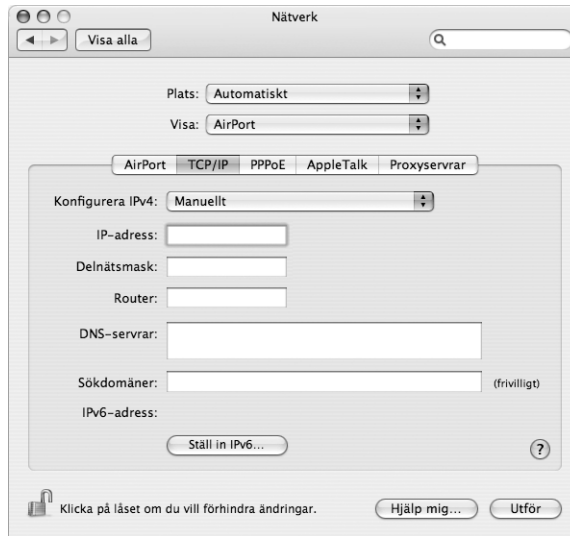 Nätverk
Visa alla
Plats: Automatiskt
Visa: AirPort
AirPort TCP/IP PPPoE AppleTalk Proxyservrar
Konfigurera IPv4: Manuellt
IP-adress:
Delnätsmask:
Router:
DNS-servrar:
Sökdomäner: (frivilligt)
IPv6-adress:
Ställ in IPv6... ?
Klicka på låset om du vill förhindra ändringar. Hjälp mig... Utför